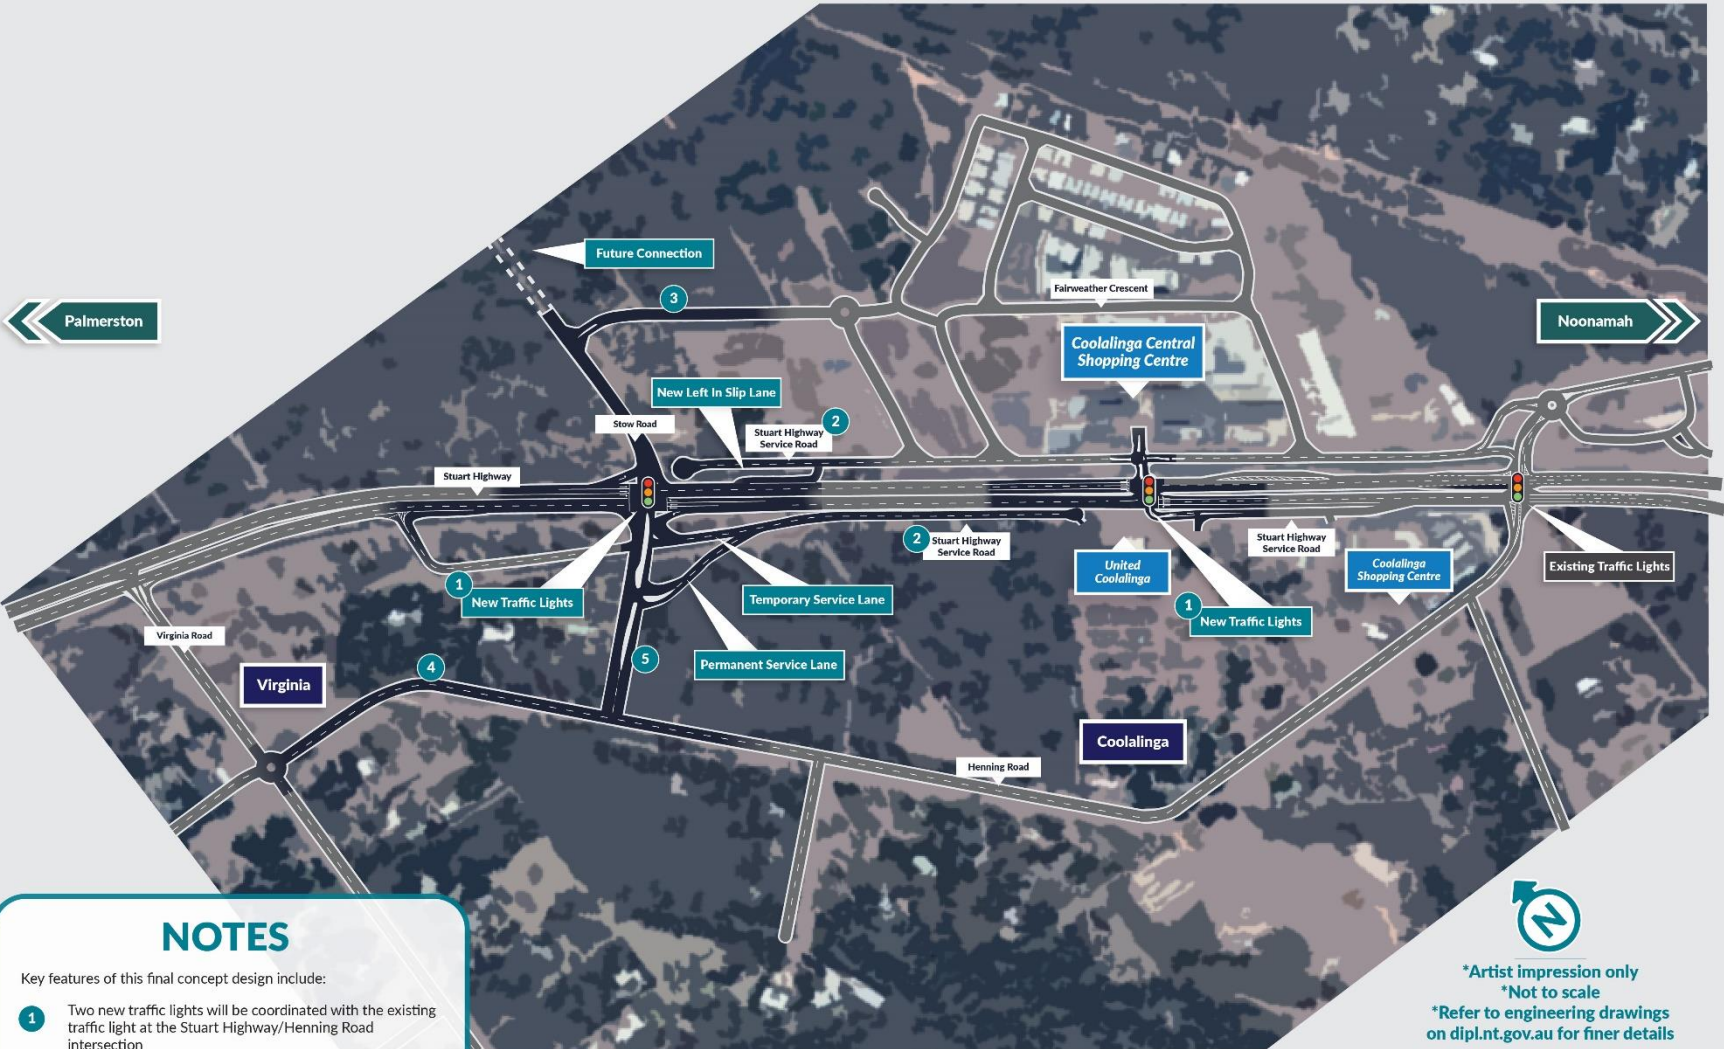 Future Connection
3
Palmerston
Fairweather Crescent
Noonamah
Coolalinga Central
Shopping Centre
New Left In Slip Lane
2
Stow Road
Stuart Highway
Service Road
Stuart Highway
2
Stuart Highway
Service Road
Stuart Highway
Service Road
United
Coolalinga
Coolalinga
Shopping Centre
Existing Traffic Lights
1
New Traffic Lights
Temporary Service Lane
1
New Traffic Lights
Virginia Road
Permanent Service Lane
5
4
Virginia
Coolalinga
Henning Road
NOTES
Key features of this final concept design include:
1
Two new traffic lights will be coordinated with the existing
traffic light at the Stuart Highway/Henning Road
intersection
N
*Artist impression only
*Not to scale
*Refer to engineering drawings
on dipl.nt.gov.au for finer details